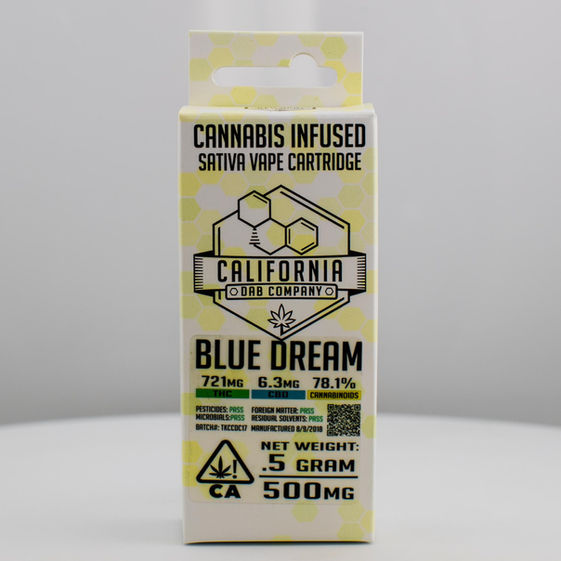 CANNABIS INFUSED
SATIVA VAPE CARTRIDGE
CALIFORNIA
DAB COMPANY
BLUE DREAM
721MG 6.3MG 78.1%
THC CBD CANNABINOIDS
PESTICIDES: PASS FOREIGN MATTER: PASS
MICROBIALS: PASS RESIDUAL SOLVENTS: PASS
BATCH#: TKCCDC17 MANUFACTURED 8/9/2018
NET WEIGHT:
.5 GRAM
500MG
!
CA